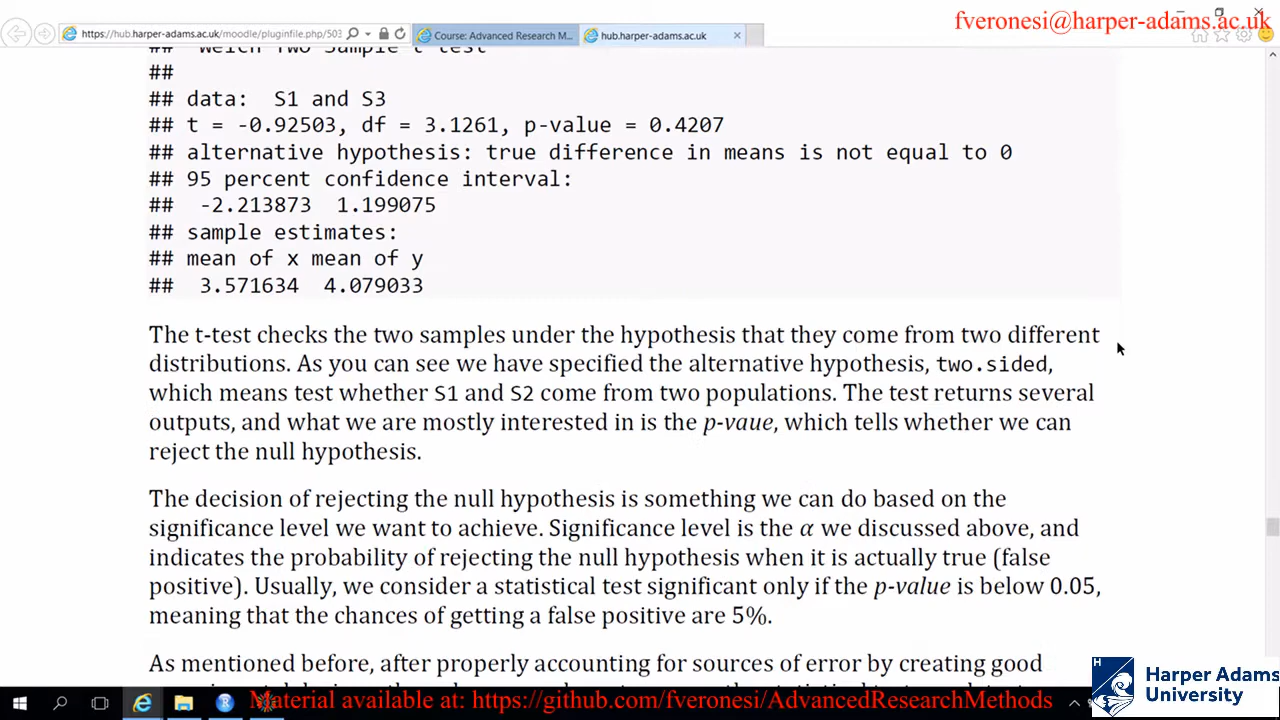 fveronesi@harper-adams.ac.uk
https://hub.harper-adams.ac.uk/moodle/pluginfile.php/503
Course: Advanced Research M...
hub.harper-adams.ac.uk
## Welch Two Sample t-test
##
## data: S1 and S3
## t = -0.92503, df = 3.1261, p-value = 0.4207
## alternative hypothesis: true difference in means is not equal to 0
## 95 percent confidence interval:
## -2.213873 1.199075
## sample estimates:
## mean of x mean of y
## 3.571634 4.079033
The t-test checks the two samples under the hypothesis that they come from two different
distributions. As you can see we have specified the alternative hypothesis, two.sided,
which means test whether S1 and S2 come from two populations. The test returns several
outputs, and what we are mostly interested in is the p-vaue, which tells whether we can
reject the null hypothesis.
The decision of rejecting the null hypothesis is something we can do based on the
significance level we want to achieve. Significance level is the α we discussed above, and
indicates the probability of rejecting the null hypothesis when it is actually true (false
positive). Usually, we consider a statistical test significant only if the p-value is below 0.05,
meaning that the chances of getting a false positive are 5%.
As mentioned before, after properly accounting for sources of error by creating good
Material available at: https://github.com/fveronesi/AdvancedResearchMethods
H
Harper Adams
University